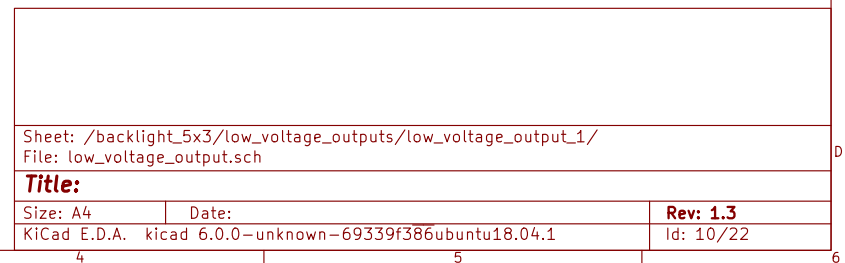 Sheet: /backlight_5x3/low_voltage_outputs/low_voltage_output_1/
File: low_voltage_output.sch
D
Title:
Size: A4 Date: Rev: 1.3
KiCad E.D.A. kicad 6.0.0-unknown-69339f386ubuntu18.04.1 Id: 10/22
4 5 6